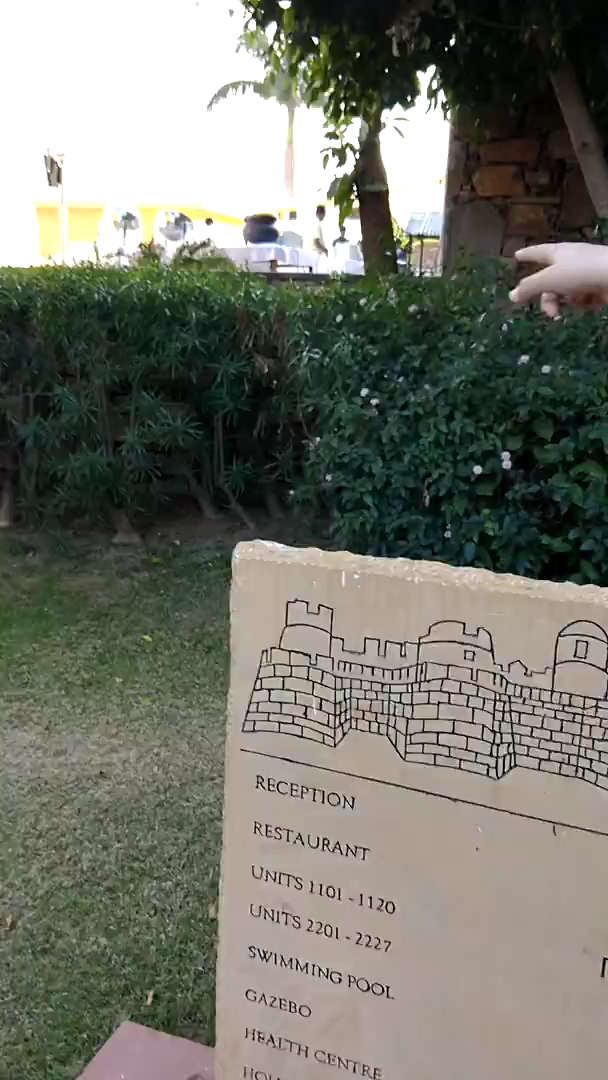 RECEPTION
RESTAURANT
UNITS 1101 - 1120
UNITS 2201 - 2227
SWIMMING POOL
GAZEBO
HEALTH CENTRE